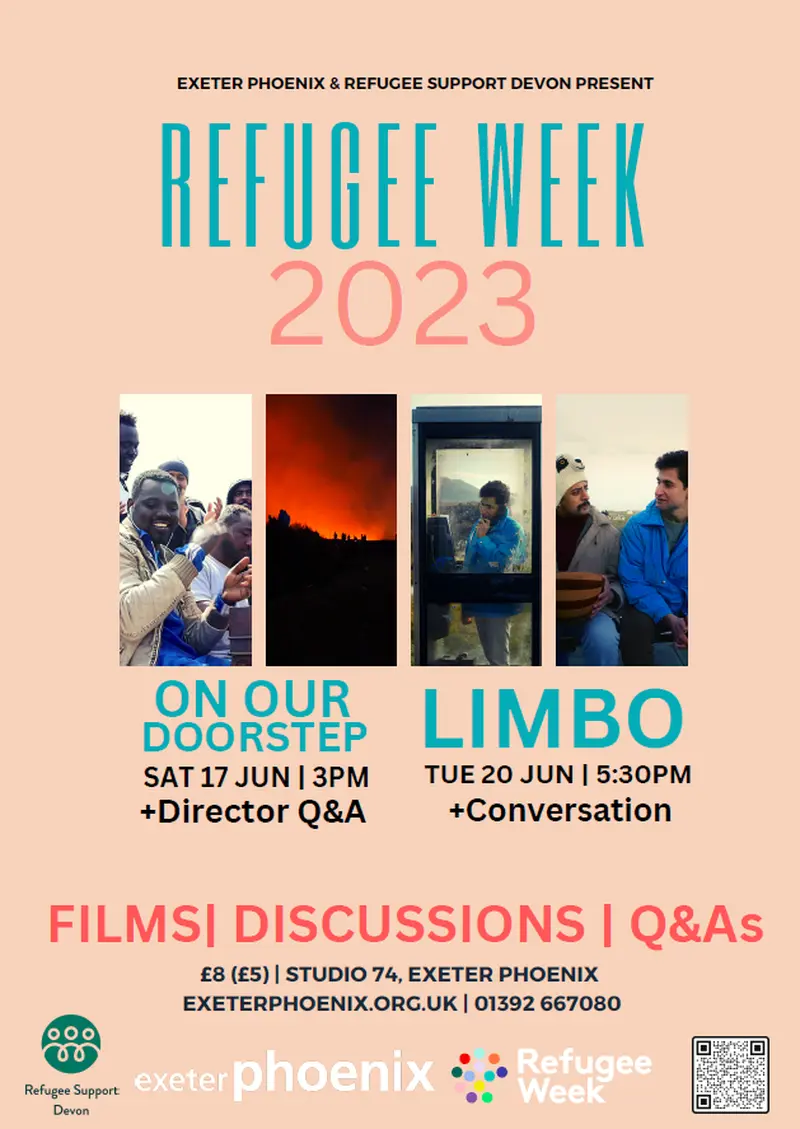 EXETER PHOENIX & REFUGEE SUPPORT DEVON PRESENT
REFUGEE WEEK
2023
ON OUR
DOORSTEP
SAT 17 JUN | 3PM
+Director Q&A
LIMBO
TUE 20 JUN | 5:30PM
+Conversation
FILMS| DISCUSSIONS | Q&As
£8 (£5) | STUDIO 74, EXETER PHOENIX
EXETERPHOENIX.ORG.UK | 01392 667080
Refugee Support
Devon
exeter phoenix
Refugee
Week